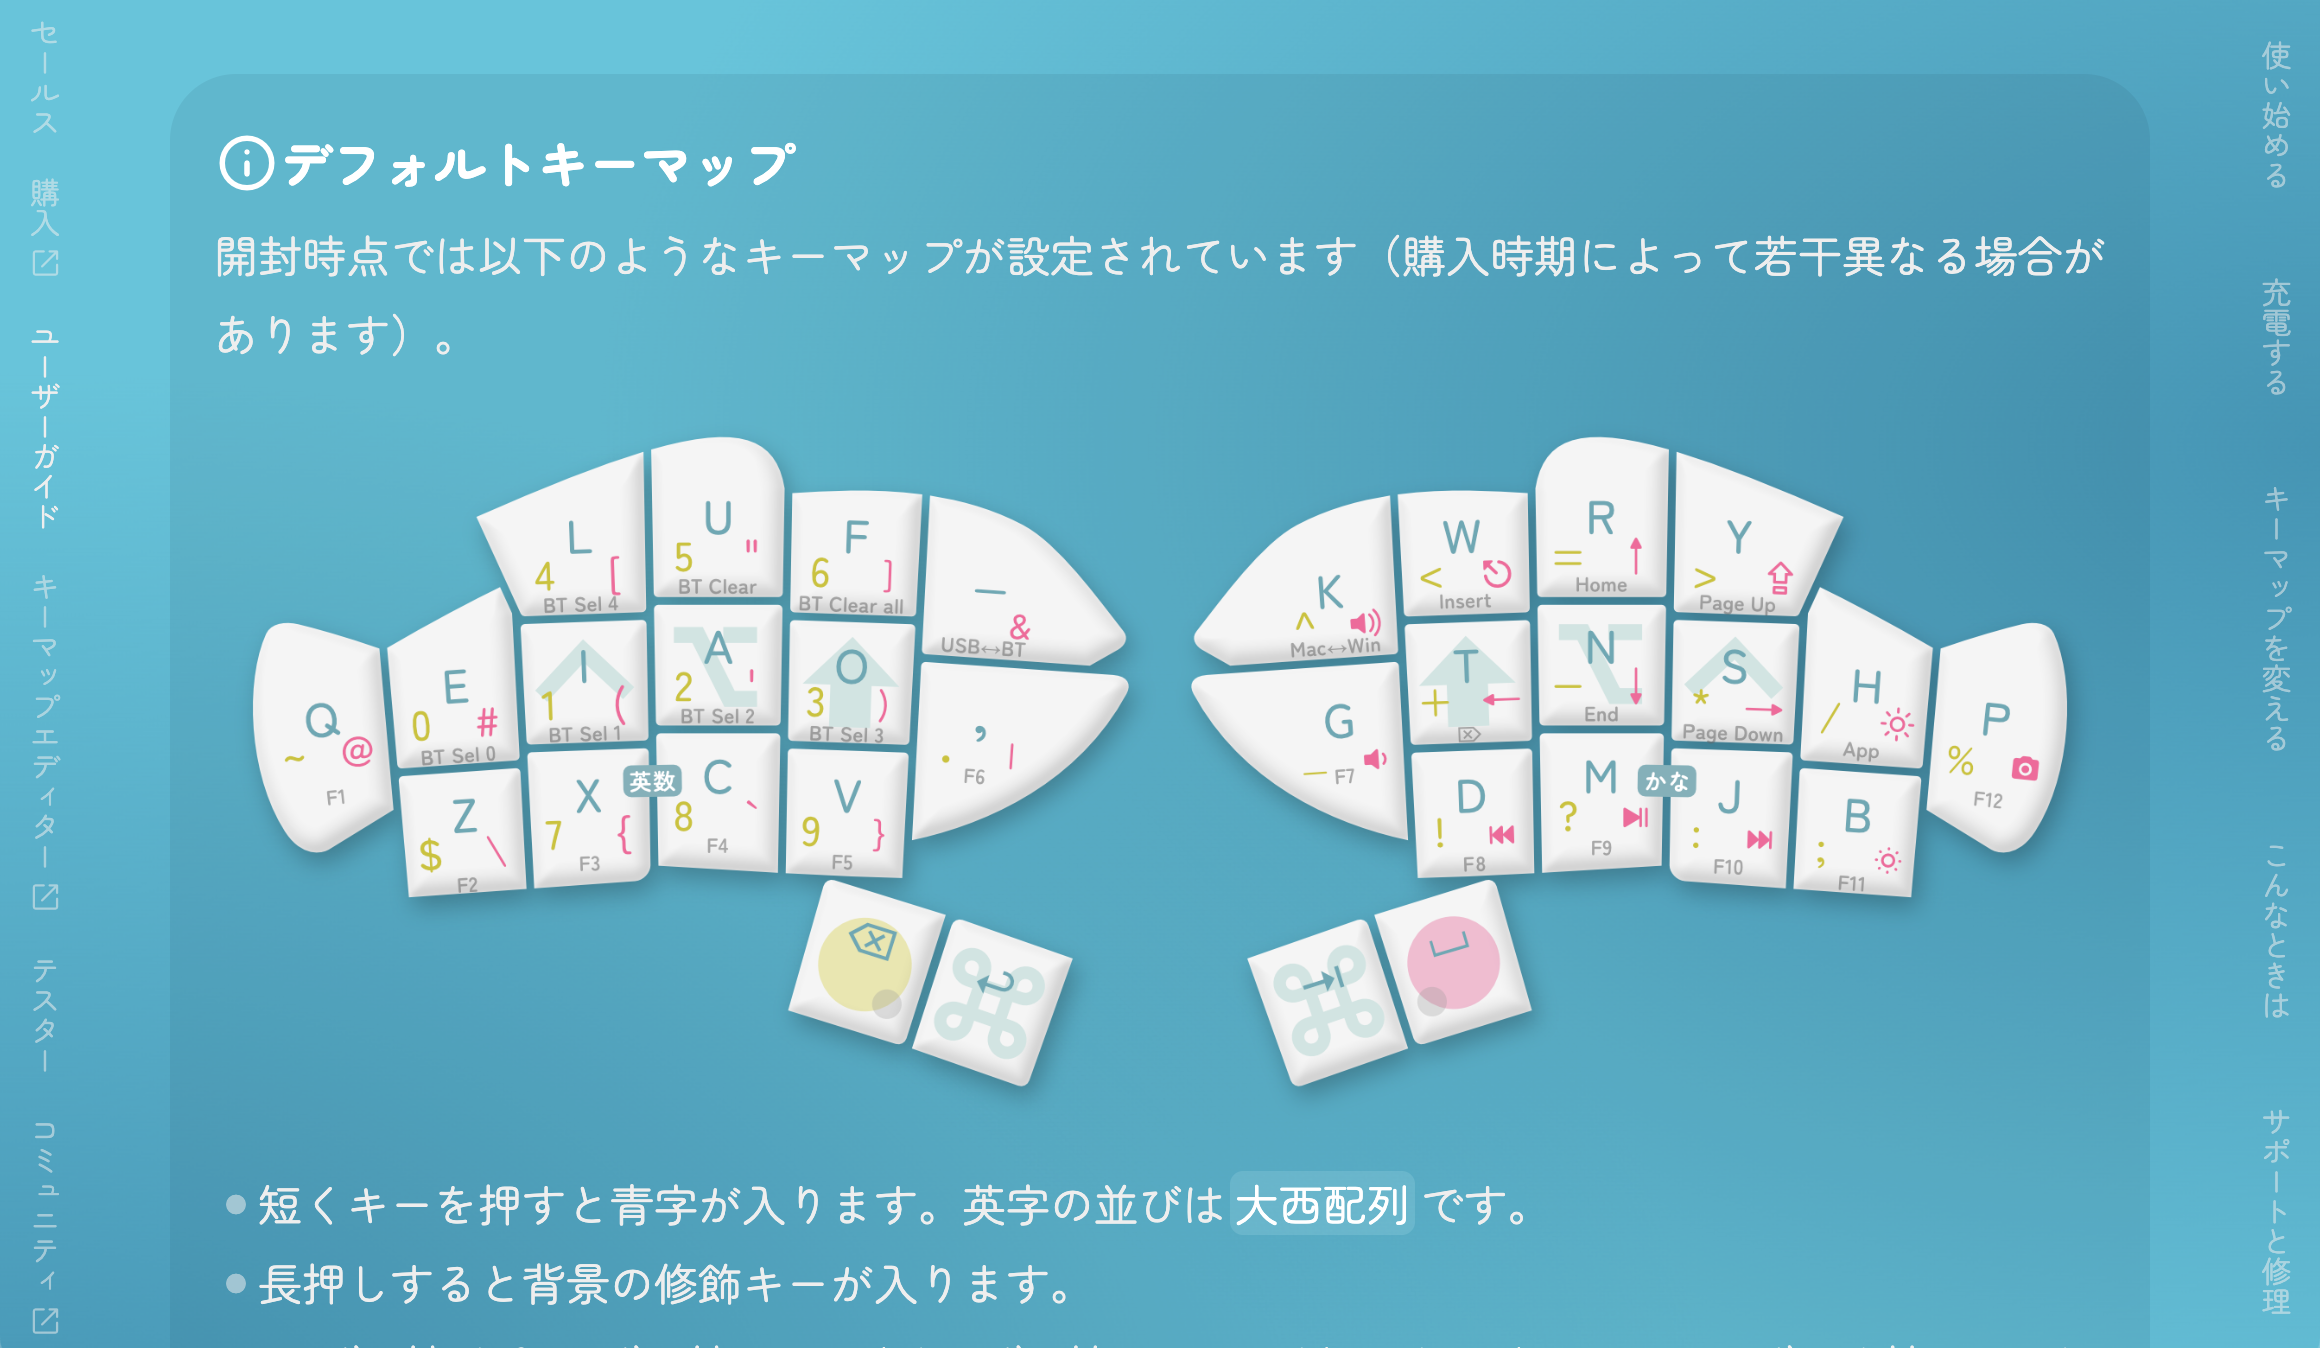 セールス
購入
ユーザーガイド
キーマップエディター
テスター
コミュニティ
デフォルトキーマップ
開封時点では以下のようなキーマップが設定されています（購入時期によって若干異なる場合が
あります）。
Q ~ @ F1
E 0 # BT Sel 0
L 4 [ BT Sel 4
U 5 " BT Clear
F 6 ] BT Clear all
— & USB↔BT
I 1 ( BT Sel 1
A 2 ' BT Sel 2
O 3 ) BT Sel 3
, . | F6
Z $ \ F2
X 7 { F3
英数
C 8 ` F4
V 9 } F5
K ^ Mac↔Win
W < Insert
R = ↑ Home
Y > Page Up
G _ F7
T + ←
N − ↓ End
S * → Page Down
H / App
P % F12
D ! F8
M ? F9
かな
J : F10
B ; F11
短くキーを押すと青字が入ります。英字の並びは 大西配列 です。
長押しすると背景の修飾キーが入ります。
使い始める
充電する
キーマップを変える
こんなときは
サポートと修理